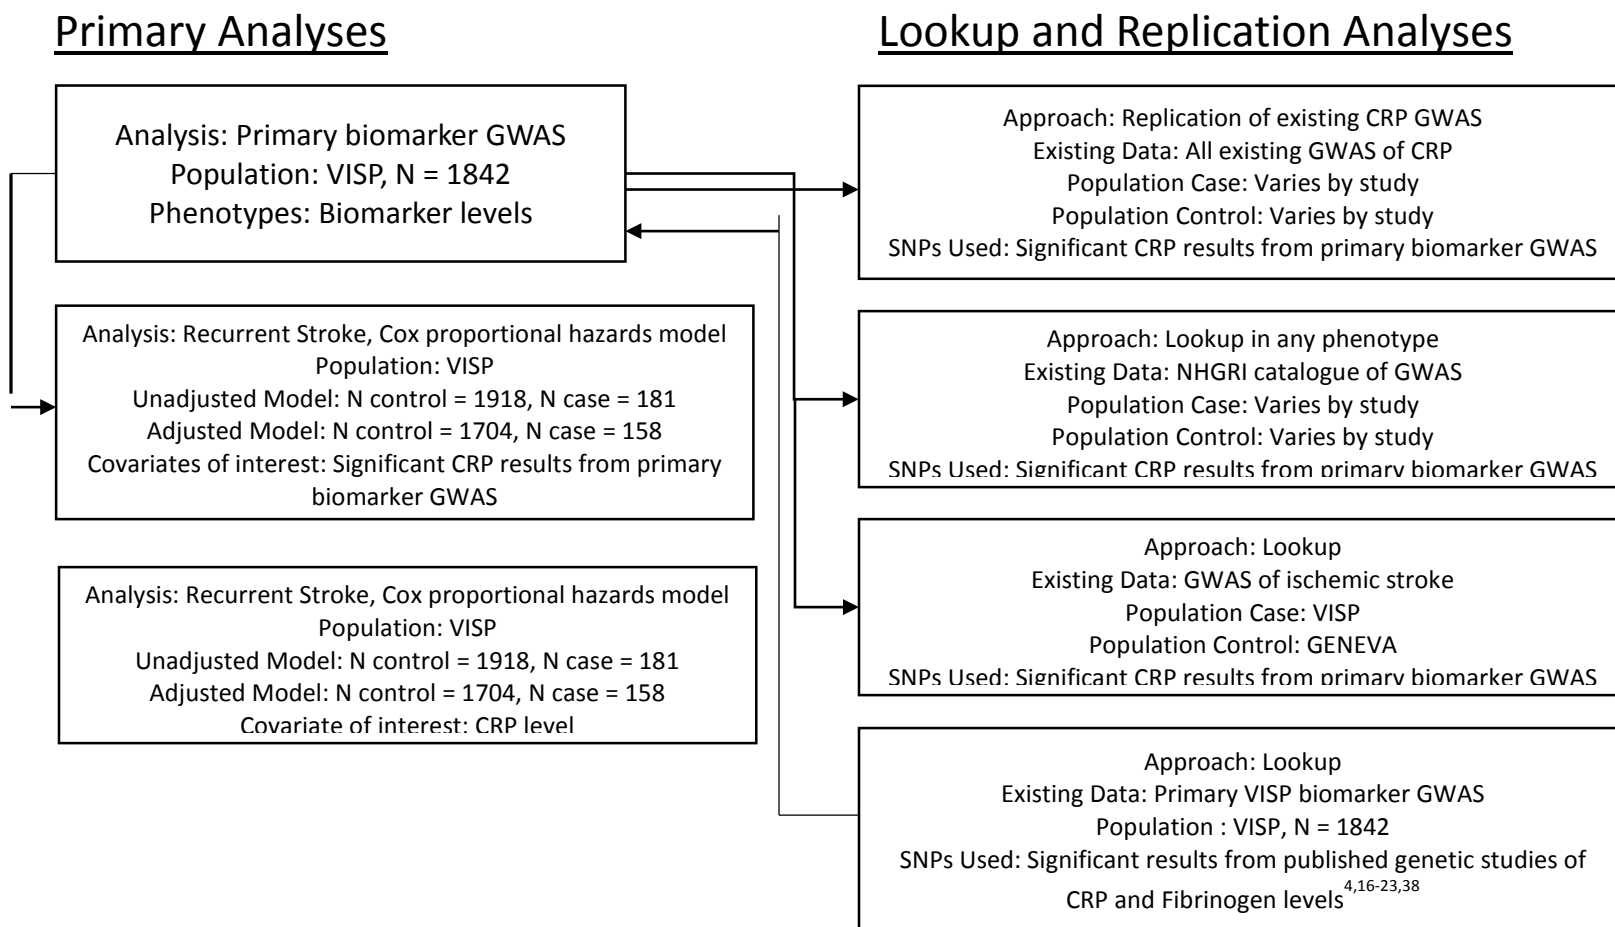 Primary Analyses
Analysis: Primary biomarker GWAS
Population: VISP, N = 1842
Phenotypes: Biomarker levels
Analysis: Recurrent Stroke, Cox proportional hazards model
Population: VISP
Unadjusted Model: N control = 1918, N case = 181
Adjusted Model: N control = 1704, N case = 158
Covariates of interest: Significant CRP results from primary
biomarker GWAS
Analysis: Recurrent Stroke, Cox proportional hazards model
Population: VISP
Unadjusted Model: N control = 1918, N case = 181
Adjusted Model: N control = 1704, N case = 158
Covariate of interest: CRP level
Lookup and Replication Analyses
Approach: Replication of existing CRP GWAS
Existing Data: All existing GWAS of CRP
Population Case: Varies by study
Population Control: Varies by study
SNPs Used: Significant CRP results from primary biomarker GWAS
Approach: Lookup in any phenotype
Existing Data: NHGRI catalogue of GWAS
Population Case: Varies by study
Population Control: Varies by study
SNPs Used: Significant CRP results from primary biomarker GWAS
Approach: Lookup
Existing Data: GWAS of ischemic stroke
Population Case: VISP
Population Control: GENEVA
SNPs Used: Significant CRP results from primary biomarker GWAS
Approach: Lookup
Existing Data: Primary VISP biomarker GWAS
Population : VISP, N = 1842
SNPs Used: Significant results from published genetic studies of
CRP and Fibrinogen levels4,16-23,38